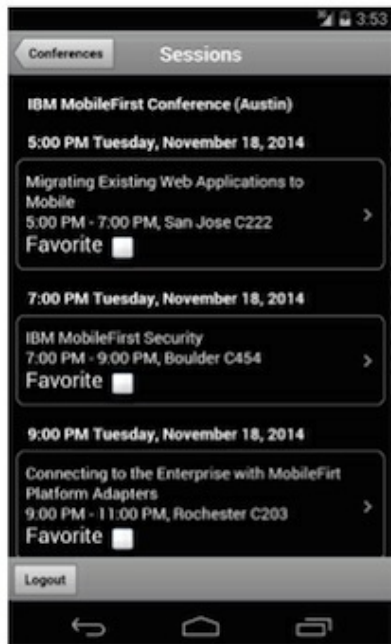 3:53
Conferences
Sessions
IBM MobileFirst Conference (Austin)
5:00 PM Tuesday, November 18, 2014
Migrating Existing Web Applications to
Mobile
5:00 PM - 7:00 PM, San Jose C222
Favorite
7:00 PM Tuesday, November 18, 2014
IBM MobileFirst Security
7:00 PM - 9:00 PM, Boulder C454
Favorite
9:00 PM Tuesday, November 18, 2014
Connecting to the Enterprise with MobileFirt
Platform Adapters
9:00 PM - 11:00 PM, Rochester C203
Favorite
Logout